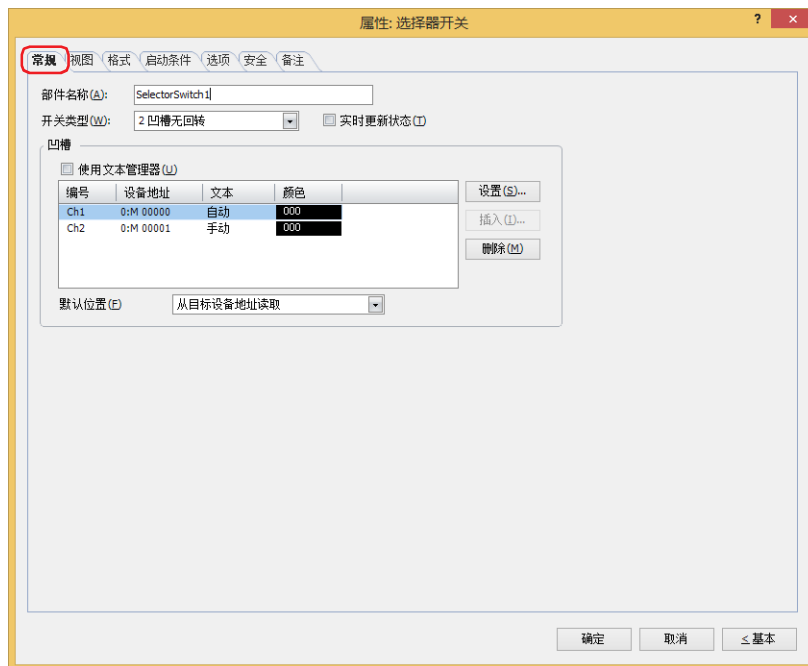 属性: 选择器开关 ? ×
常规 视图 格式 启动条件 选项 安全 备注
部件名称(A): SelectorSwitch1
开关类型(W): 2 凹槽无回转 实时更新状态(T)
凹槽
使用文本管理器(U)
编号 设备地址 文本 颜色
Ch1 0:M 00000 自动 000
Ch2 0:M 00001 手动 000
设置(S)...
插入(I)...
删除(M)
默认位置(F) 从目标设备地址读取
确定 取消 ≤ 基本